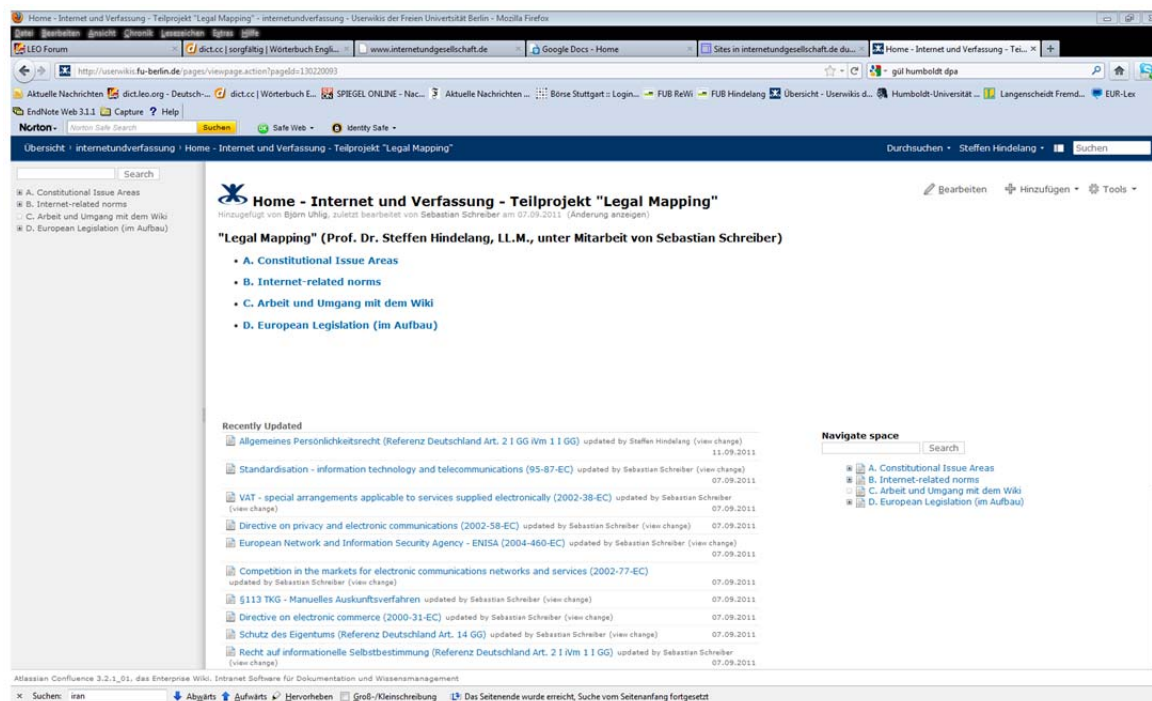 Home - Internet und Verfassung - Teilprojekt "Legal Mapping" - internetundverfassung - Userwikis der Freien Univertsität Berlin - Mozilla Firefox
Datei Bearbeiten Ansicht Chronik Lesezeichen Extras Hilfe
LEO Forum × dict.cc | sorgfältig | Wörterbuch Engli... × www.internetundgesellschaft.de × Google Docs - Home × Sites in internetundgesellschaft.de du... × Home - Internet und Verfassung - Tei... × +
http://userwikis.fu-berlin.de/pages/viewpage.action?pageId=130220093 gül humboldt dpa
Aktuelle Nachrichten dict.leo.org - Deutsch-... dict.cc | Wörterbuch E... SPIEGEL ONLINE - Nac... Aktuelle Nachrichten ... Börse Stuttgart :: Login... FUB ReWi FUB Hindelang Übersicht - Userwikis d... Humboldt-Universität ... Langenscheidt Fremd... EUR-Lex
EndNote Web 3.1.1 Capture ? Help
Norton Norton Safe Search Suchen Safe Web Identity Safe
Übersicht › internetundverfassung › Home - Internet und Verfassung - Teilprojekt "Legal Mapping" Durchsuchen Steffen Hindelang Suchen
Search
A. Constitutional Issue Areas
B. Internet-related norms
C. Arbeit und Umgang mit dem Wiki
D. European Legislation (im Aufbau)
Bearbeiten Hinzufügen Tools
Home - Internet und Verfassung - Teilprojekt "Legal Mapping"
Hinzugefügt von Björn Uhlig, zuletzt bearbeitet von Sebastian Schreiber am 07.09.2011 (Änderung anzeigen)
"Legal Mapping" (Prof. Dr. Steffen Hindelang, LL.M., unter Mitarbeit von Sebastian Schreiber)
• A. Constitutional Issue Areas
• B. Internet-related norms
• C. Arbeit und Umgang mit dem Wiki
• D. European Legislation (im Aufbau)
Recently Updated
Allgemeines Persönlichkeitsrecht (Referenz Deutschland Art. 2 I GG iVm 1 I GG) updated by Steffen Hindelang (view change)
11.09.2011
Standardisation - information technology and telecommunications (95-87-EC) updated by Sebastian Schreiber (view change)
07.09.2011
VAT - special arrangements applicable to services supplied electronically (2002-38-EC) updated by Sebastian Schreiber
(view change) 07.09.2011
Directive on privacy and electronic communications (2002-58-EC) updated by Sebastian Schreiber (view change) 07.09.2011
European Network and Information Security Agency - ENISA (2004-460-EC) updated by Sebastian Schreiber (view change)
07.09.2011
Competition in the markets for electronic communications networks and services (2002-77-EC)
updated by Sebastian Schreiber (view change) 07.09.2011
§113 TKG - Manuelles Auskunftsverfahren updated by Sebastian Schreiber (view change) 07.09.2011
Directive on electronic commerce (2000-31-EC) updated by Sebastian Schreiber (view change) 07.09.2011
Schutz des Eigentums (Referenz Deutschland Art. 14 GG) updated by Sebastian Schreiber (view change) 07.09.2011
Recht auf informationelle Selbstbestimmung (Referenz Deutschland Art. 2 I iVm 1 I GG) updated by Sebastian Schreiber
(view change) 07.09.2011
Navigate space
Search
A. Constitutional Issue Areas
B. Internet-related norms
C. Arbeit und Umgang mit dem Wiki
D. European Legislation (im Aufbau)
Atlassian Confluence 3.2.1_01, das Enterprise Wiki. Intranet Software für Dokumentation und Wissensmanagement
× Suchen: iran Abwärts Aufwärts Hervorheben Groß-/Kleinschreibung Das Seitenende wurde erreicht, Suche vom Seitenanfang fortgesetzt